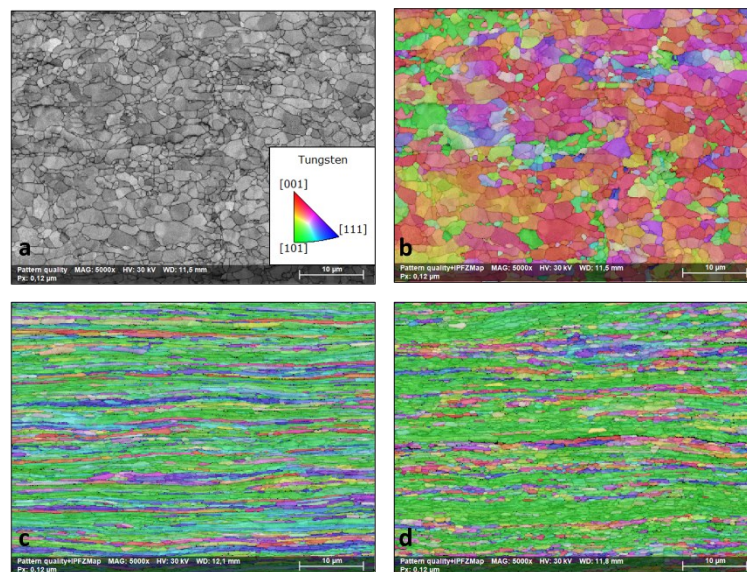 Tungsten
[001]
[111]
[101]
a
Pattern quality MAG: 5000x HV: 30 kV WD: 11,5 mm
Px: 0,12 µm
10 µm
b
Pattern quality+IPFZMap MAG: 5000x HV: 30 kV WD: 11,5 mm
Px: 0,12 µm
10 µm
c
Pattern quality+IPFZMap MAG: 5000x HV: 30 kV WD: 12,1 mm
Px: 0,12 µm
10 µm
d
Pattern quality+IPFZMap MAG: 5000x HV: 30 kV WD: 11,8 mm
Px: 0,12 µm
10 µm